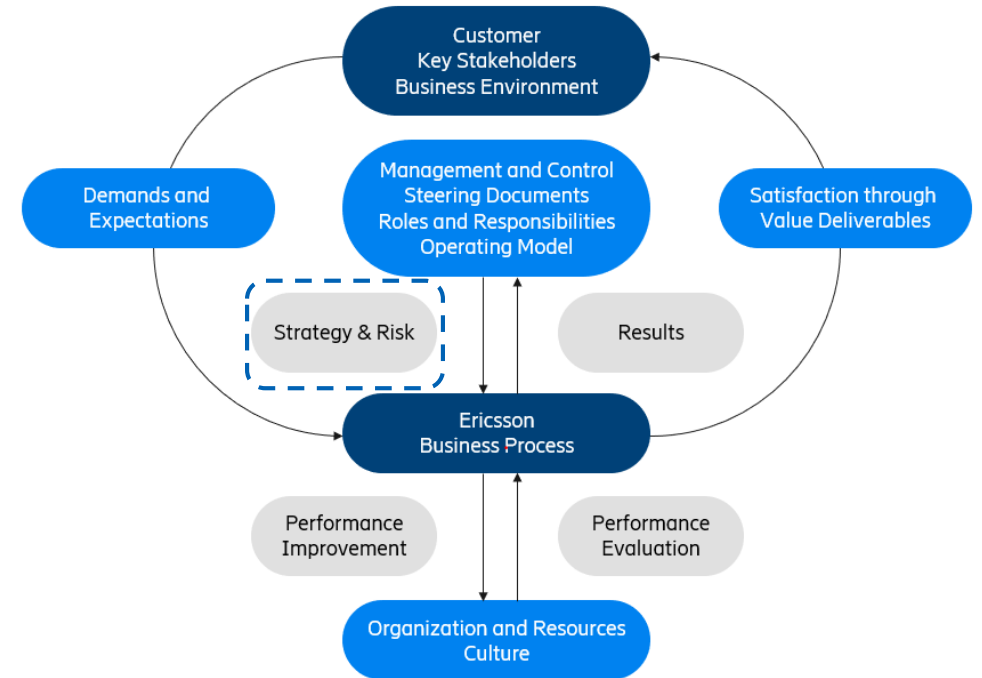 Customer
Key Stakeholders
Business Environment
Demands and
Expectations
Management and Control
Steering Documents
Roles and Responsibilities
Operating Model
Satisfaction through
Value Deliverables
Strategy & Risk
Results
Ericsson
Business Process
Performance
Improvement
Performance
Evaluation
Organization and Resources
Culture